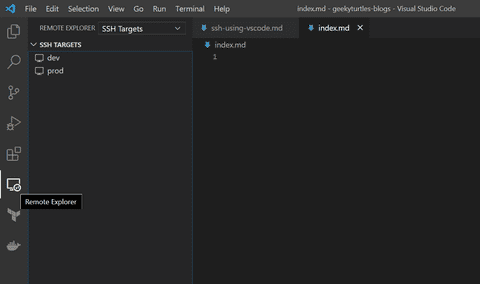 File Edit Selection View Go Run Terminal Help index.md - geekyturtles-blogs - Visual Studio Code
REMOTE EXPLORER SSH Targets
ssh-using-vscode.md index.md
SSH TARGETS
index.md
dev
1
prod
Remote Explorer